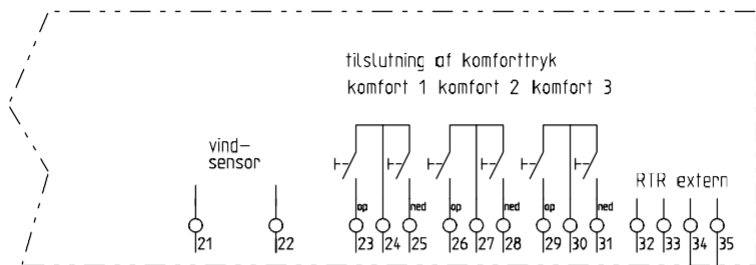 tilslutning af komforttryk
komfort 1 komfort 2 komfort 3
vind-
sensor
RTR extern
op ned op ned op ned
21 22 23 24 25 26 27 28 29 30 31 32 33 34 35